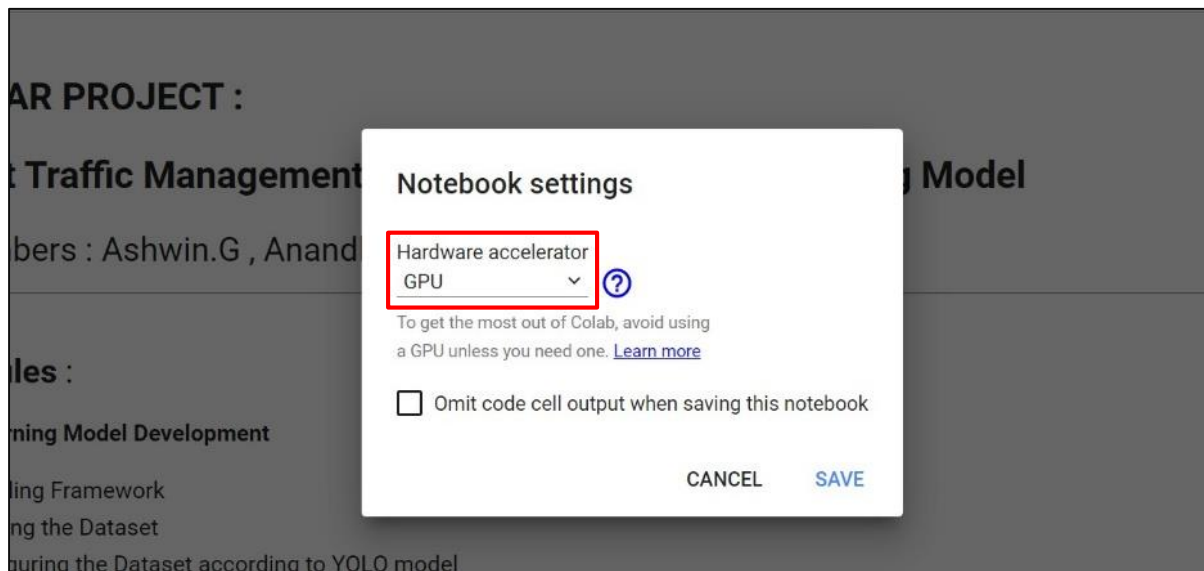 AR PROJECT :
Traffic Management
Model
bers : Ashwin.G , Anand
les :
rning Model Development
ling Framework
ng the Dataset
guring the Dataset according to YOLO model
Notebook settings
Hardware accelerator
GPU
?
To get the most out of Colab, avoid using
a GPU unless you need one. Learn more
Omit code cell output when saving this notebook
CANCEL SAVE